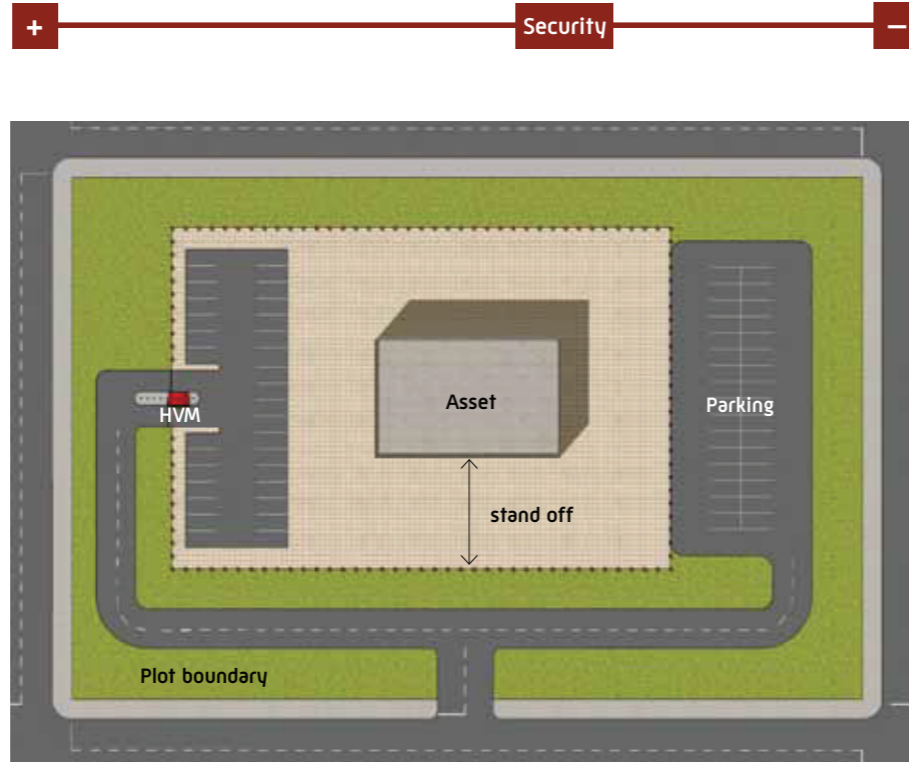 + Security –
Asset
Parking
HVM
stand off
Plot boundary